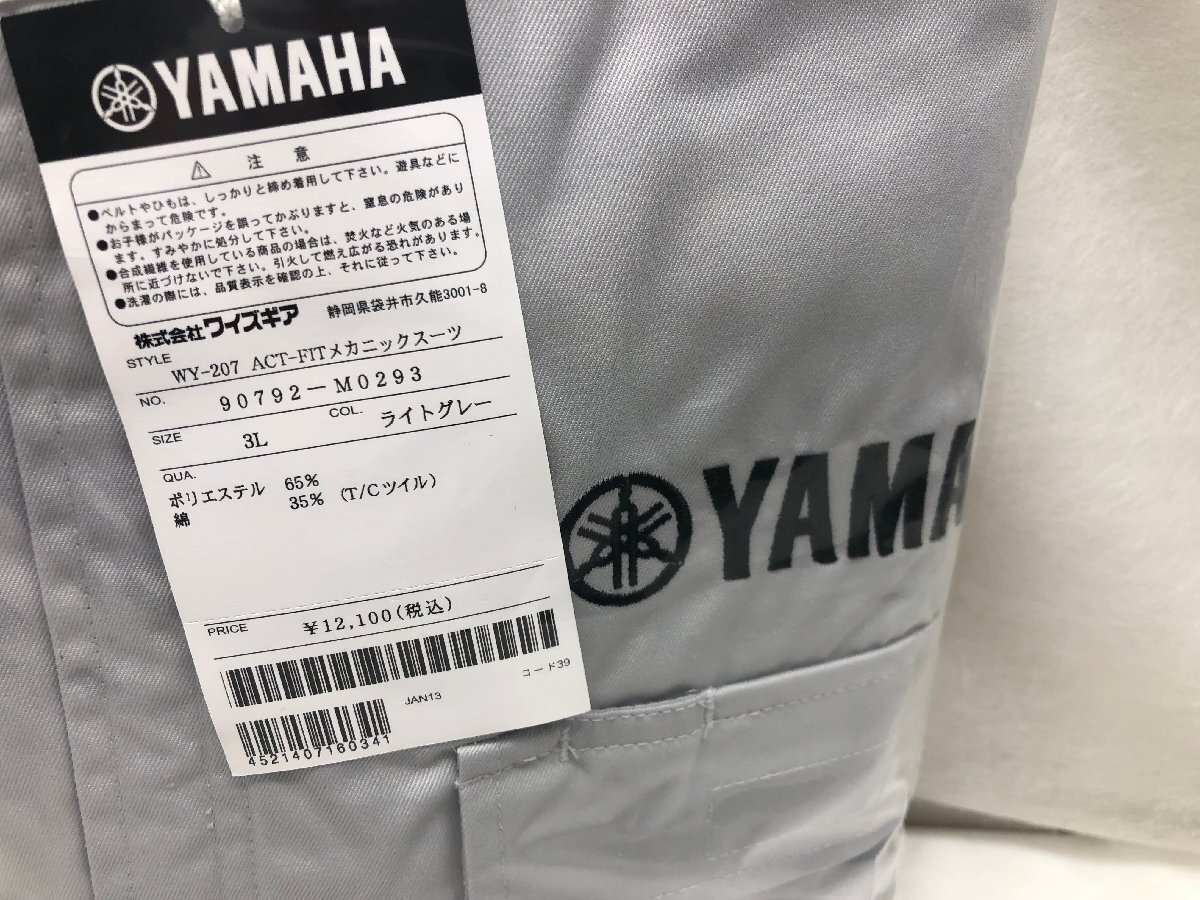 YAMAHA
注 意
●ベルトやひもは、しっかりと締め着用して下さい。遊具などに
からまって危険です。
●お子様がパッケージを誤ってかぶりますと、窒息の危険があり
ます。すみやかに処分して下さい。
●合成繊維を使用している商品の場合は、焚火など火気のある場
所に近づけないで下さい。引火して燃え広がる恐れがあります。
●洗濯の際には、品質表示を確認の上、それに従って下さい。
株式会社ワイズギア 静岡県袋井市久能3001-8
STYLE
WY-207 ACT-FITメカニックスーツ
NO. 90792-M0293
SIZE 3L COL. ライトグレー
QUA.
ポリエステル 65%
綿 35% (T/Cツイル)
PRICE ¥12,100(税込)
コード39
JAN13
4521407160341
YAMA